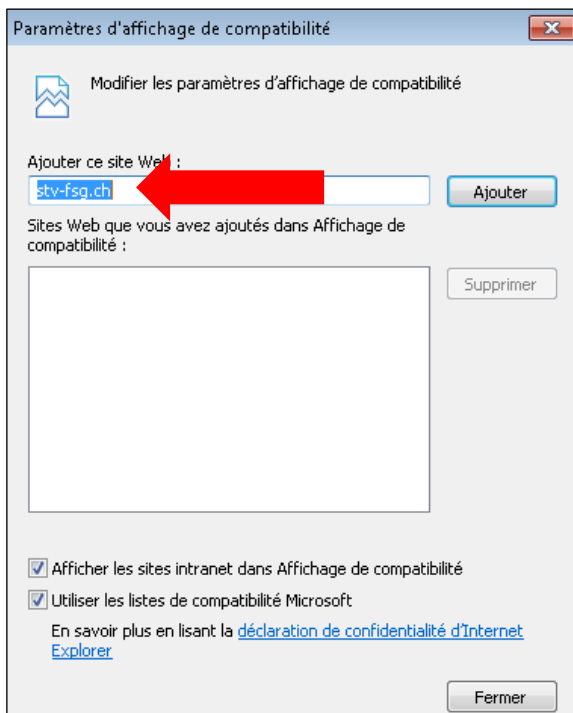 Paramètres d'affichage de compatibilité
Modifier les paramètres d'affichage de compatibilité
Ajouter ce site Web :
stv-fsg.ch
Ajouter
Sites Web que vous avez ajoutés dans Affichage de
compatibilité :
Supprimer
Afficher les sites intranet dans Affichage de compatibilité
Utiliser les listes de compatibilité Microsoft
En savoir plus en lisant la déclaration de confidentialité d'Internet
Explorer
Fermer